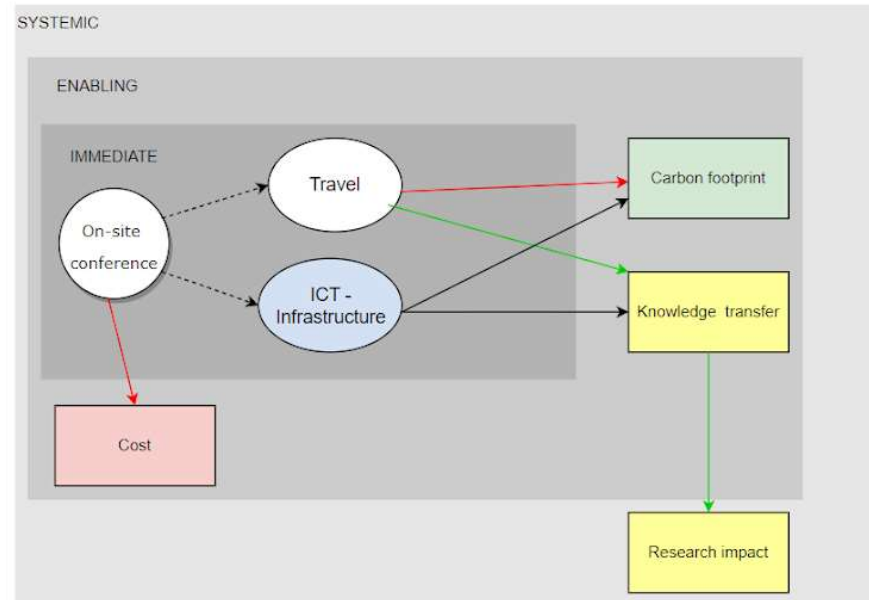 SYSTEMIC
ENABLING
IMMEDIATE
On-site
conference
Travel
ICT -
Infrastructure
Carbon footprint
Knowledge transfer
Cost
Research impact